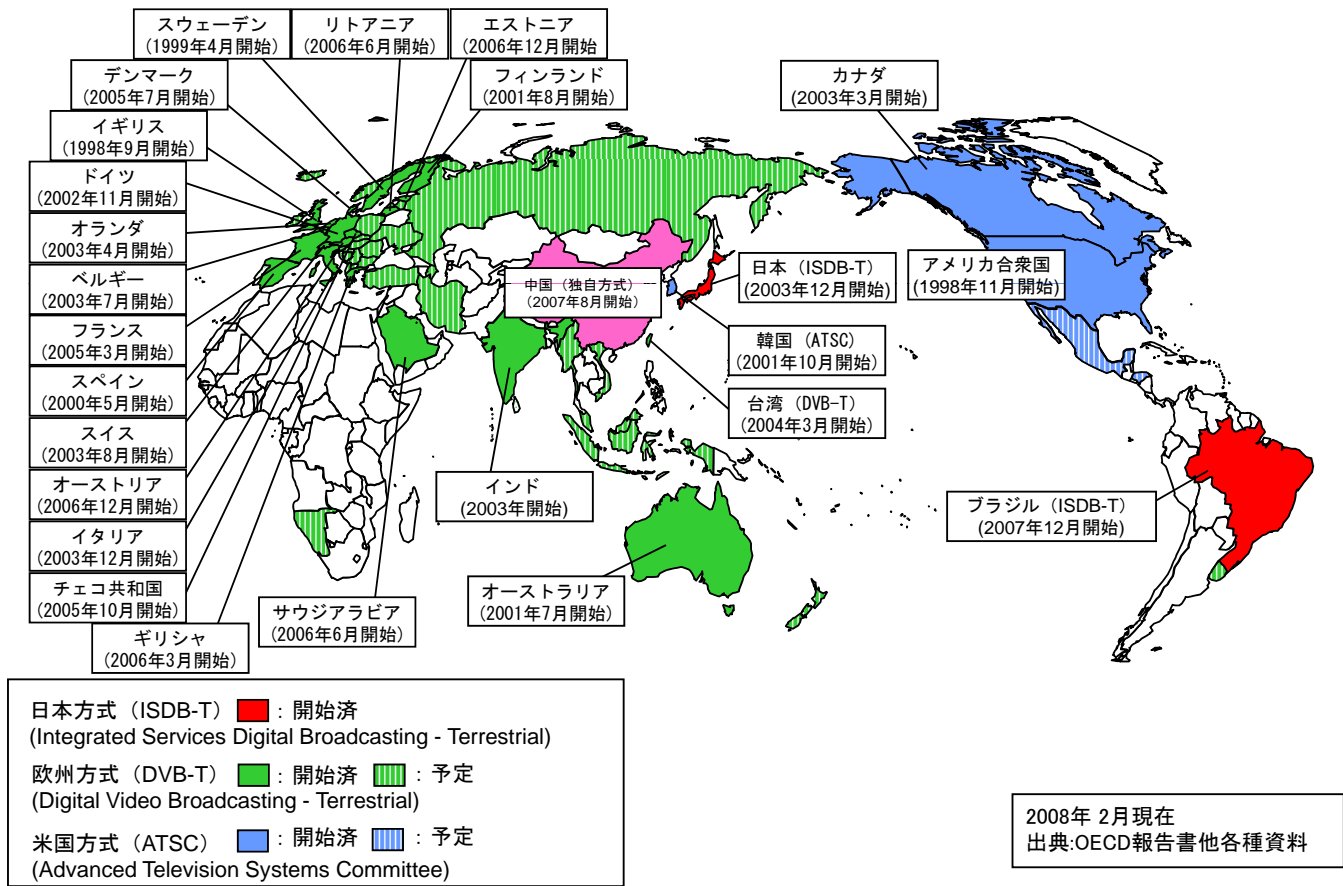 スウェーデン
(1999年4月開始)
リトアニア
(2006年6月開始)
エストニア
(2006年12月開始)
デンマーク
(2005年7月開始)
フィンランド
(2001年8月開始)
カナダ
(2003年3月開始)
イギリス
(1998年9月開始)
ドイツ
(2002年11月開始)
オランダ
(2003年4月開始)
ベルギー
(2003年7月開始)
フランス
(2005年3月開始)
スペイン
(2000年5月開始)
スイス
(2003年8月開始)
オーストリア
(2006年12月開始)
イタリア
(2003年12月開始)
チェコ共和国
(2005年10月開始)
ギリシャ
(2006年3月開始)
サウジアラビア
(2006年6月開始)
中国(独自方式)
(2007年8月開始)
日本(ISDB-T)
(2003年12月開始)
アメリカ合衆国
(1998年11月開始)
韓国(ATSC)
(2001年10月開始)
台湾(DVB-T)
(2004年3月開始)
インド
(2003年開始)
オーストラリア
(2001年7月開始)
ブラジル(ISDB-T)
(2007年12月開始)
日本方式(ISDB-T) :開始済
(Integrated Services Digital Broadcasting - Terrestrial)
欧州方式(DVB-T) :開始済 :予定
(Digital Video Broadcasting - Terrestrial)
米国方式(ATSC) :開始済 :予定
(Advanced Television Systems Committee)
2008年 2月現在
出典:OECD報告書他各種資料